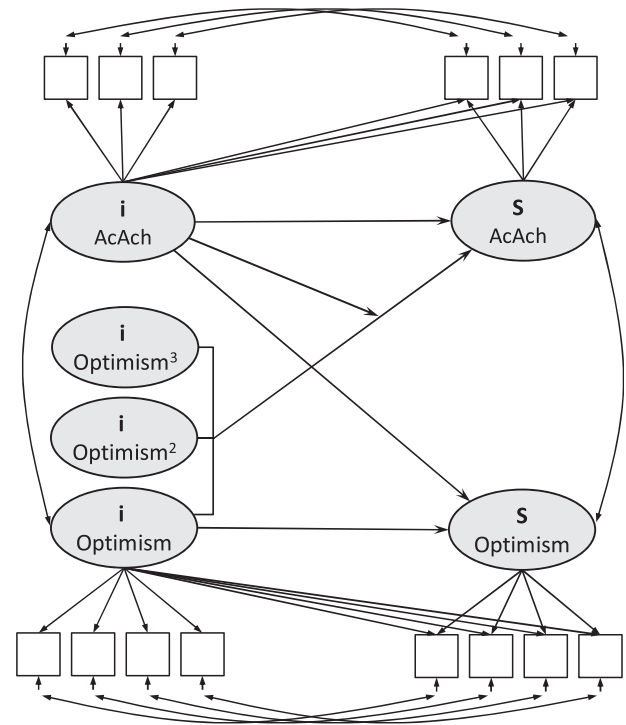 i
AcAch
S
AcAch
i
Optimism³
i
Optimism²
i
Optimism
S
Optimism